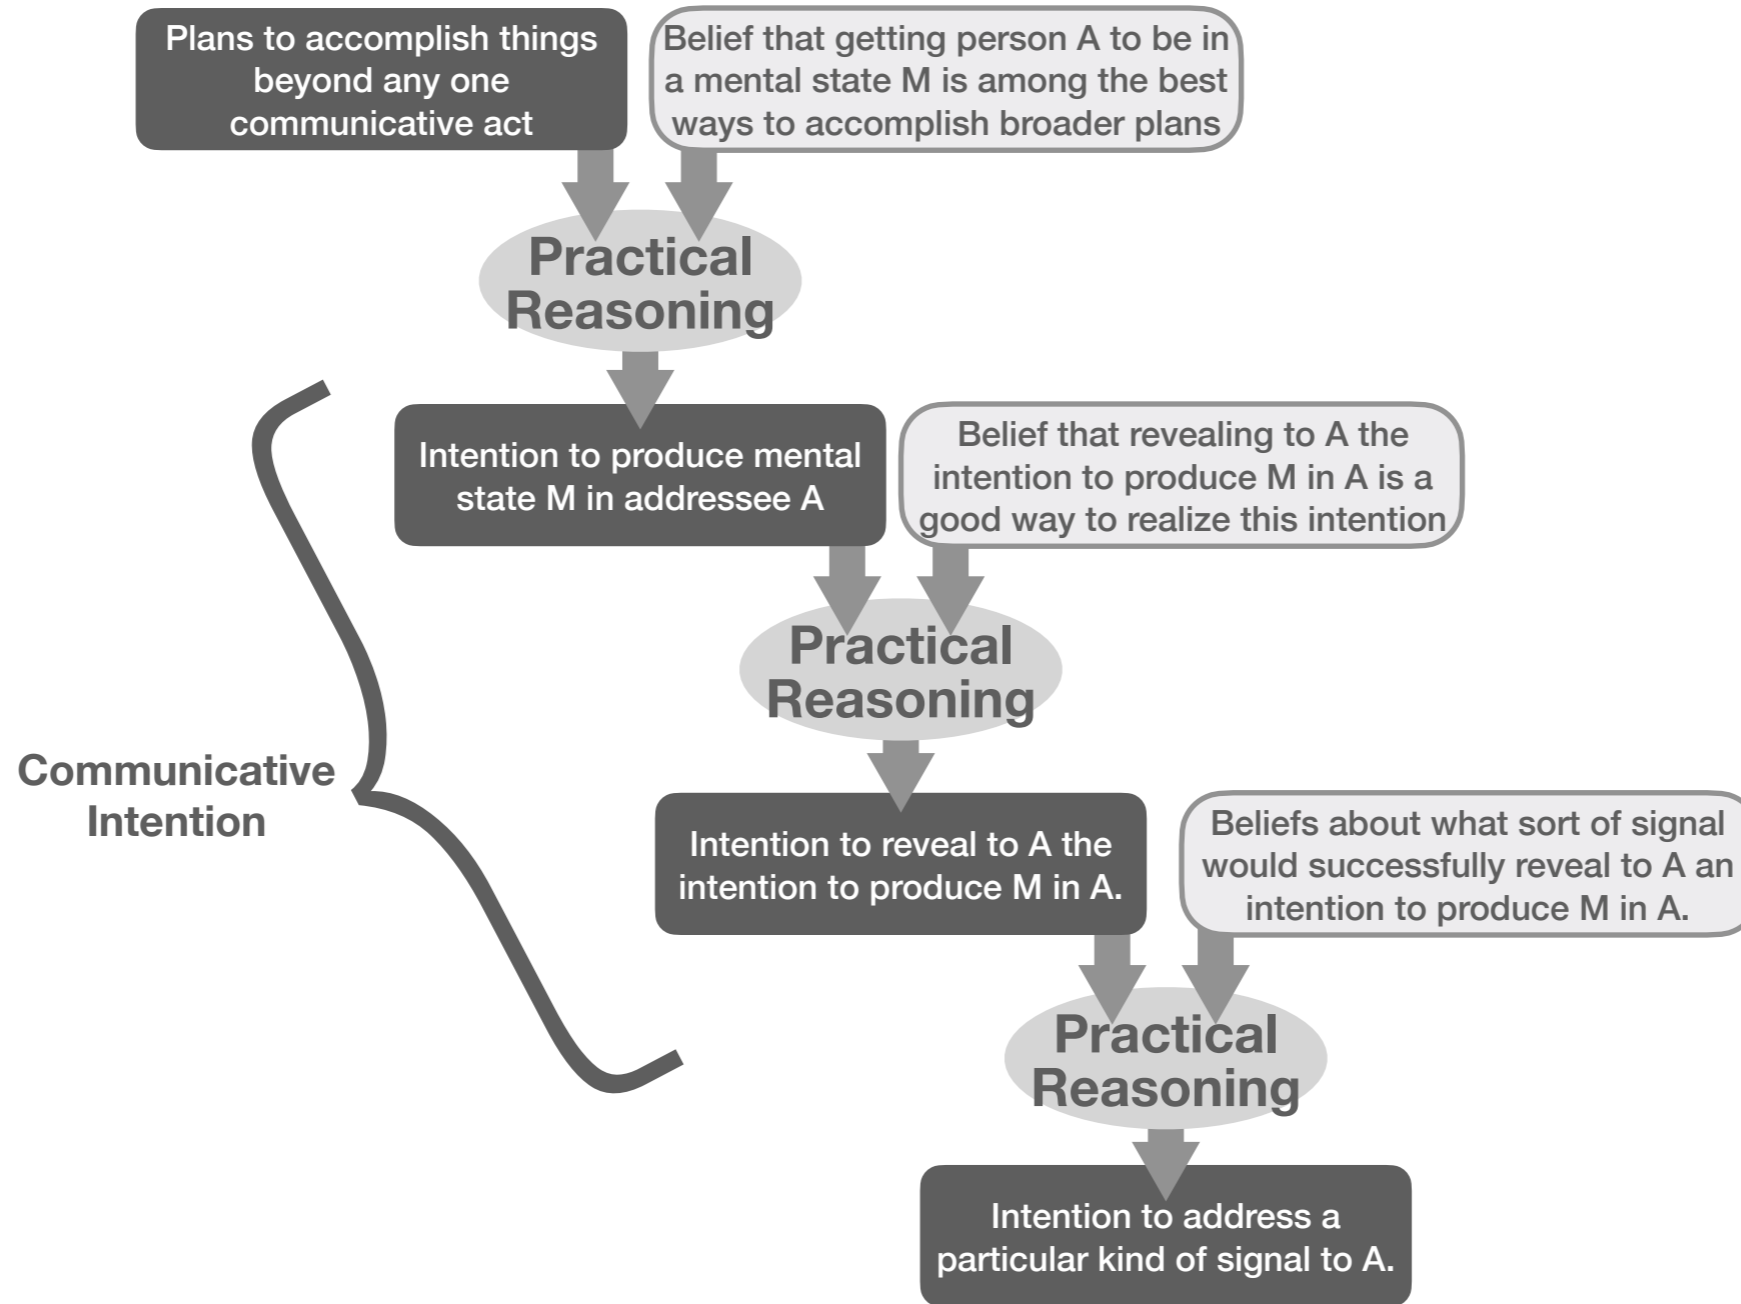 Plans to accomplish things
beyond any one
communicative act
Belief that getting person A to be in
a mental state M is among the best
ways to accomplish broader plans
Practical
Reasoning
Intention to produce mental
state M in addressee A
Belief that revealing to A the
intention to produce M in A is a
good way to realize this intention
Practical
Reasoning
Communicative
Intention
Intention to reveal to A the
intention to produce M in A.
Beliefs about what sort of signal
would successfully reveal to A an
intention to produce M in A.
Practical
Reasoning
Intention to address a
particular kind of signal to A.